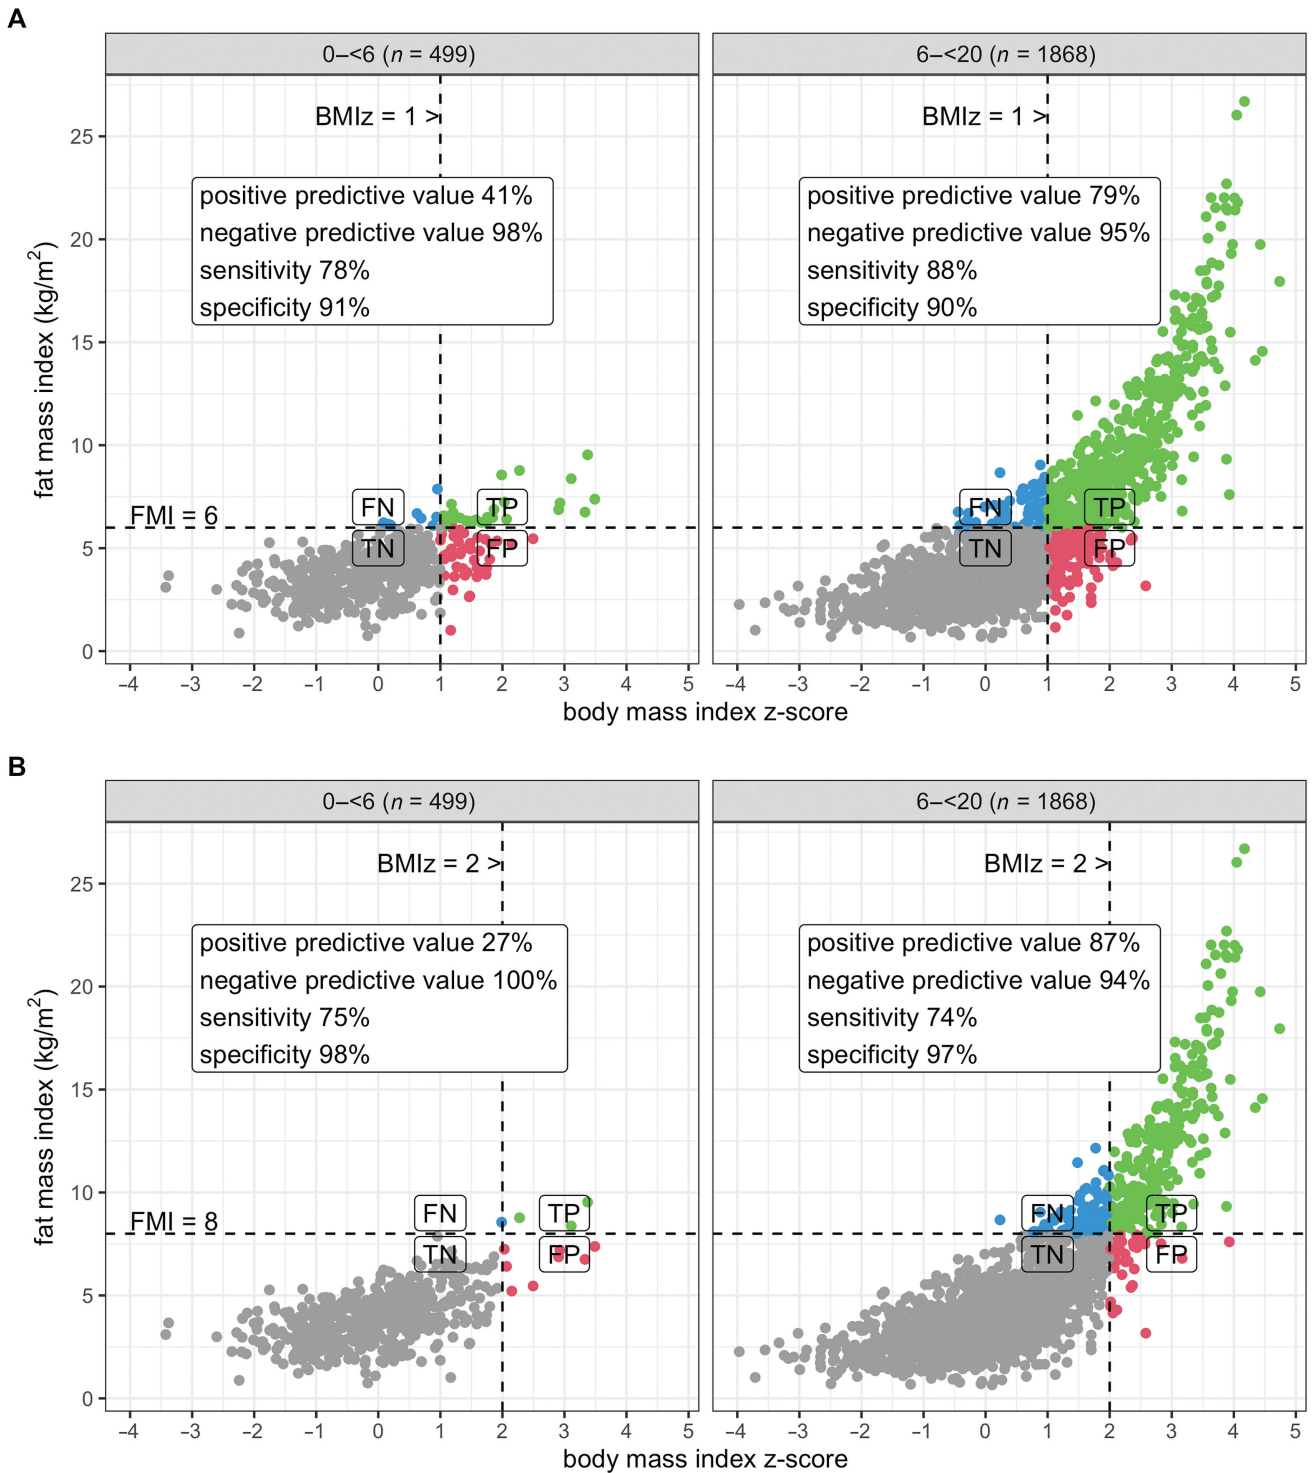 A
0–<6 (n = 499)
6–<20 (n = 1868)
BMIz = 1 >
BMIz = 1 >
positive predictive value 41%
negative predictive value 98%
sensitivity 78%
specificity 91%
positive predictive value 79%
negative predictive value 95%
sensitivity 88%
specificity 90%
fat mass index (kg/m²)
25
20
15
10
5
0
FMI = 6
FN
TP
TN
FP
FN
TP
TN
FP
−4 −3 −2 −1 0 1 2 3 4 5
−4 −3 −2 −1 0 1 2 3 4 5
body mass index z-score
B
0–<6 (n = 499)
6–<20 (n = 1868)
BMIz = 2 >
BMIz = 2 >
positive predictive value 27%
negative predictive value 100%
sensitivity 75%
specificity 98%
positive predictive value 87%
negative predictive value 94%
sensitivity 74%
specificity 97%
fat mass index (kg/m²)
25
20
15
10
5
0
FMI = 8
FN
TP
TN
FP
FN
TP
TN
FP
−4 −3 −2 −1 0 1 2 3 4 5
−4 −3 −2 −1 0 1 2 3 4 5
body mass index z-score